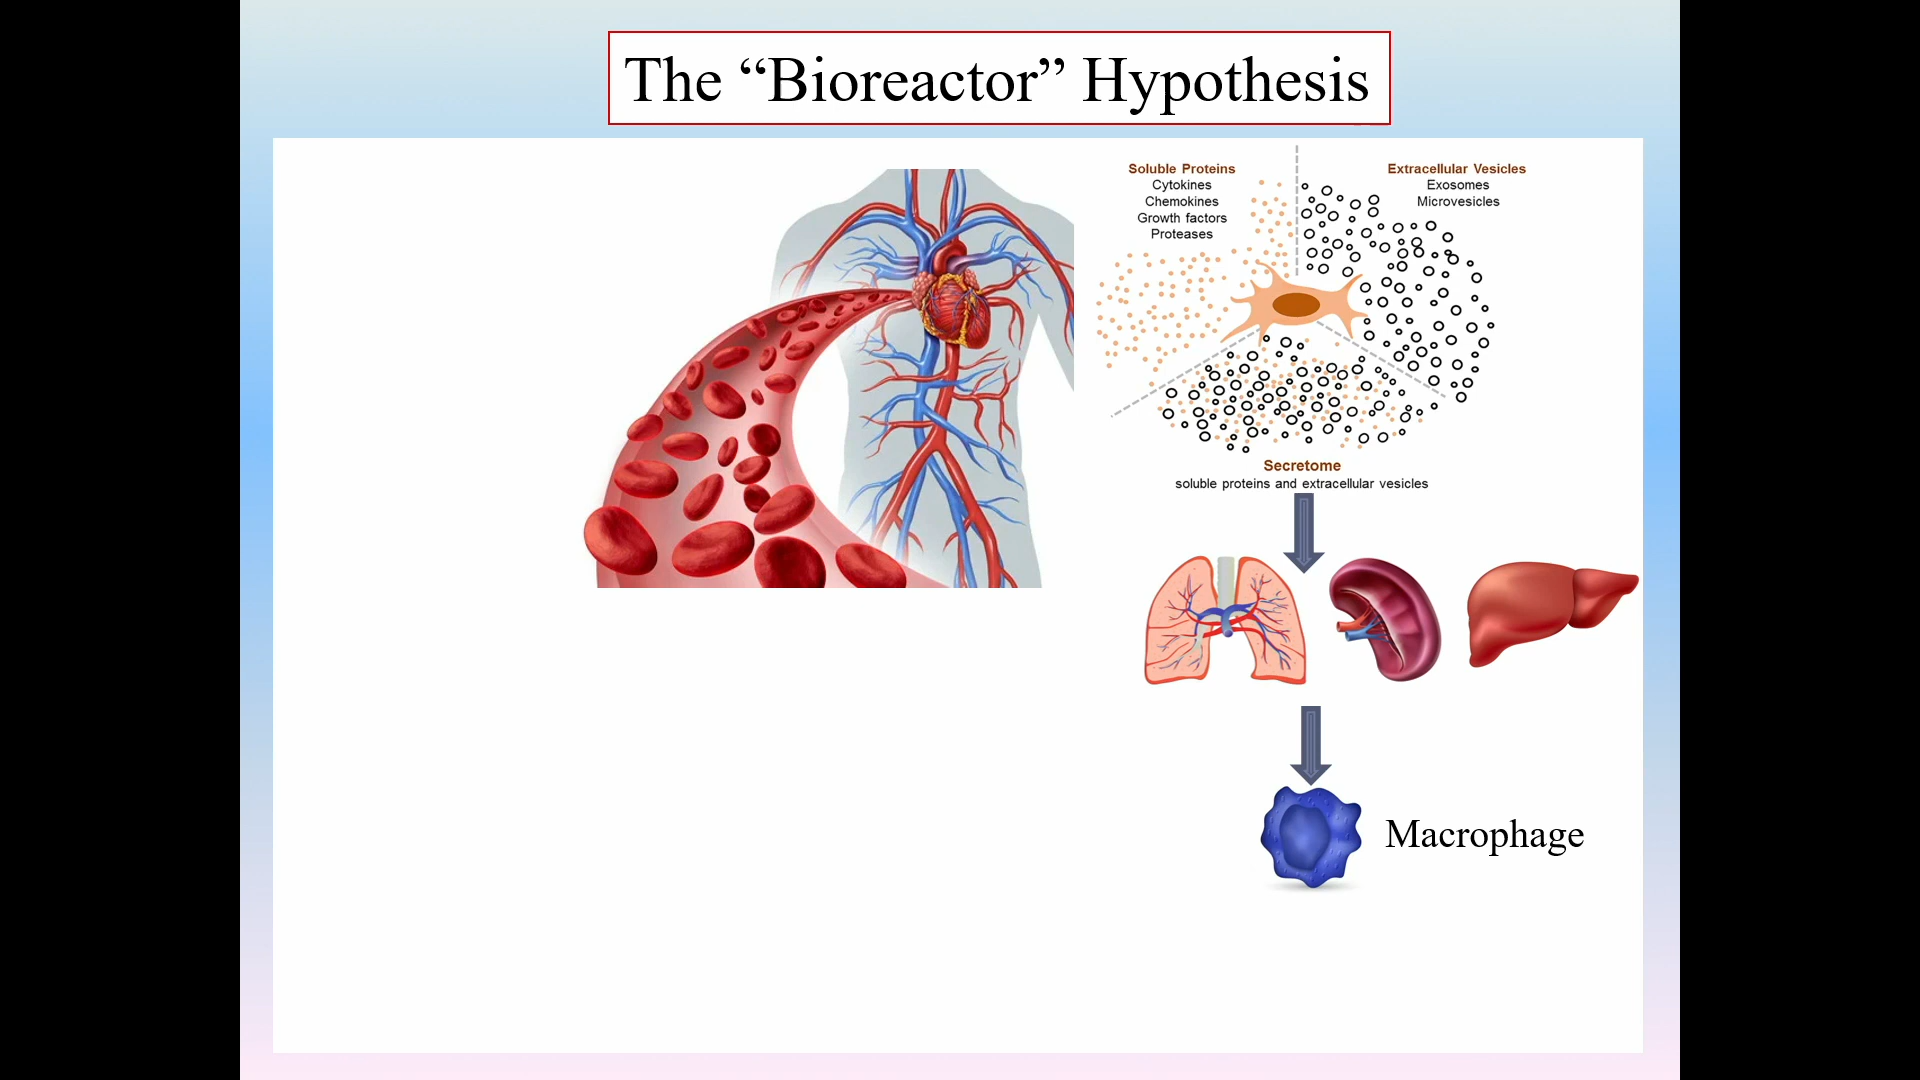 The “Bioreactor” Hypothesis
Soluble Proteins
Cytokines
Chemokines
Growth factors
Proteases
Extracellular Vesicles
Exosomes
Microvesicles
Secretome
soluble proteins and extracellular vesicles
Macrophage